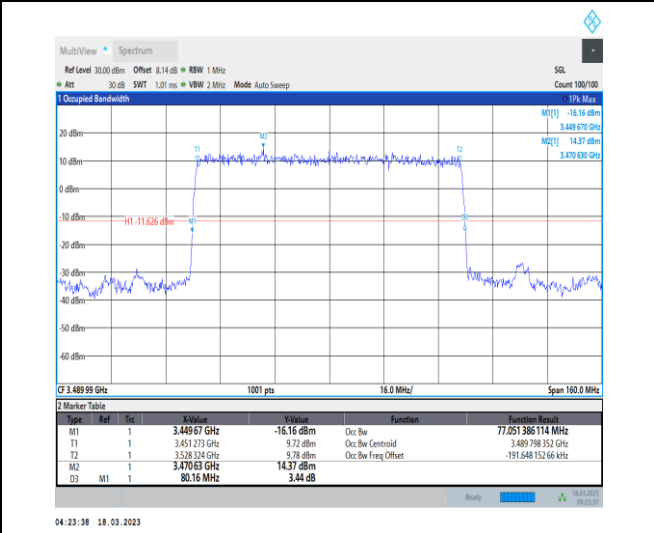 MultiView Spectrum
Ref Level 30.00 dBm Offset 8.14 dB RBW 1 MHz SGL
Att 30 dB SWT 1.01 ms VBW 2 MHz Mode Auto Sweep Count 100/100
1 Occupied Bandwidth 1Pk Max
M1[1] -16.16 dBm
3.449 670 GHz
M2[1] 14.37 dBm
3.470 630 GHz
20 dBm
M2
T1
T2
10 dBm
0 dBm
-10 dBm
H1 -11.626 dBm
M1
D3
-20 dBm
-30 dBm
-40 dBm
-50 dBm
-60 dBm
CF 3.489 99 GHz 1001 pts 16.0 MHz/ Span 160.0 MHz
2 Marker Table
Type Ref Trc X-Value Y-Value Function Function Result
M1 1 3.449 67 GHz -16.16 dBm Occ Bw 77.051 386 114 MHz
T1 1 3.451 273 GHz 9.72 dBm Occ Bw Centroid 3.489 798 352 GHz
T2 1 3.528 324 GHz 9.78 dBm Occ Bw Freq Offset -191.648 152 66 kHz
M2 1 3.470 63 GHz 14.37 dBm
D3 M1 1 80.16 MHz 3.44 dB
Ready 18.03.2023
04:23:37
04:23:38 18.03.2023